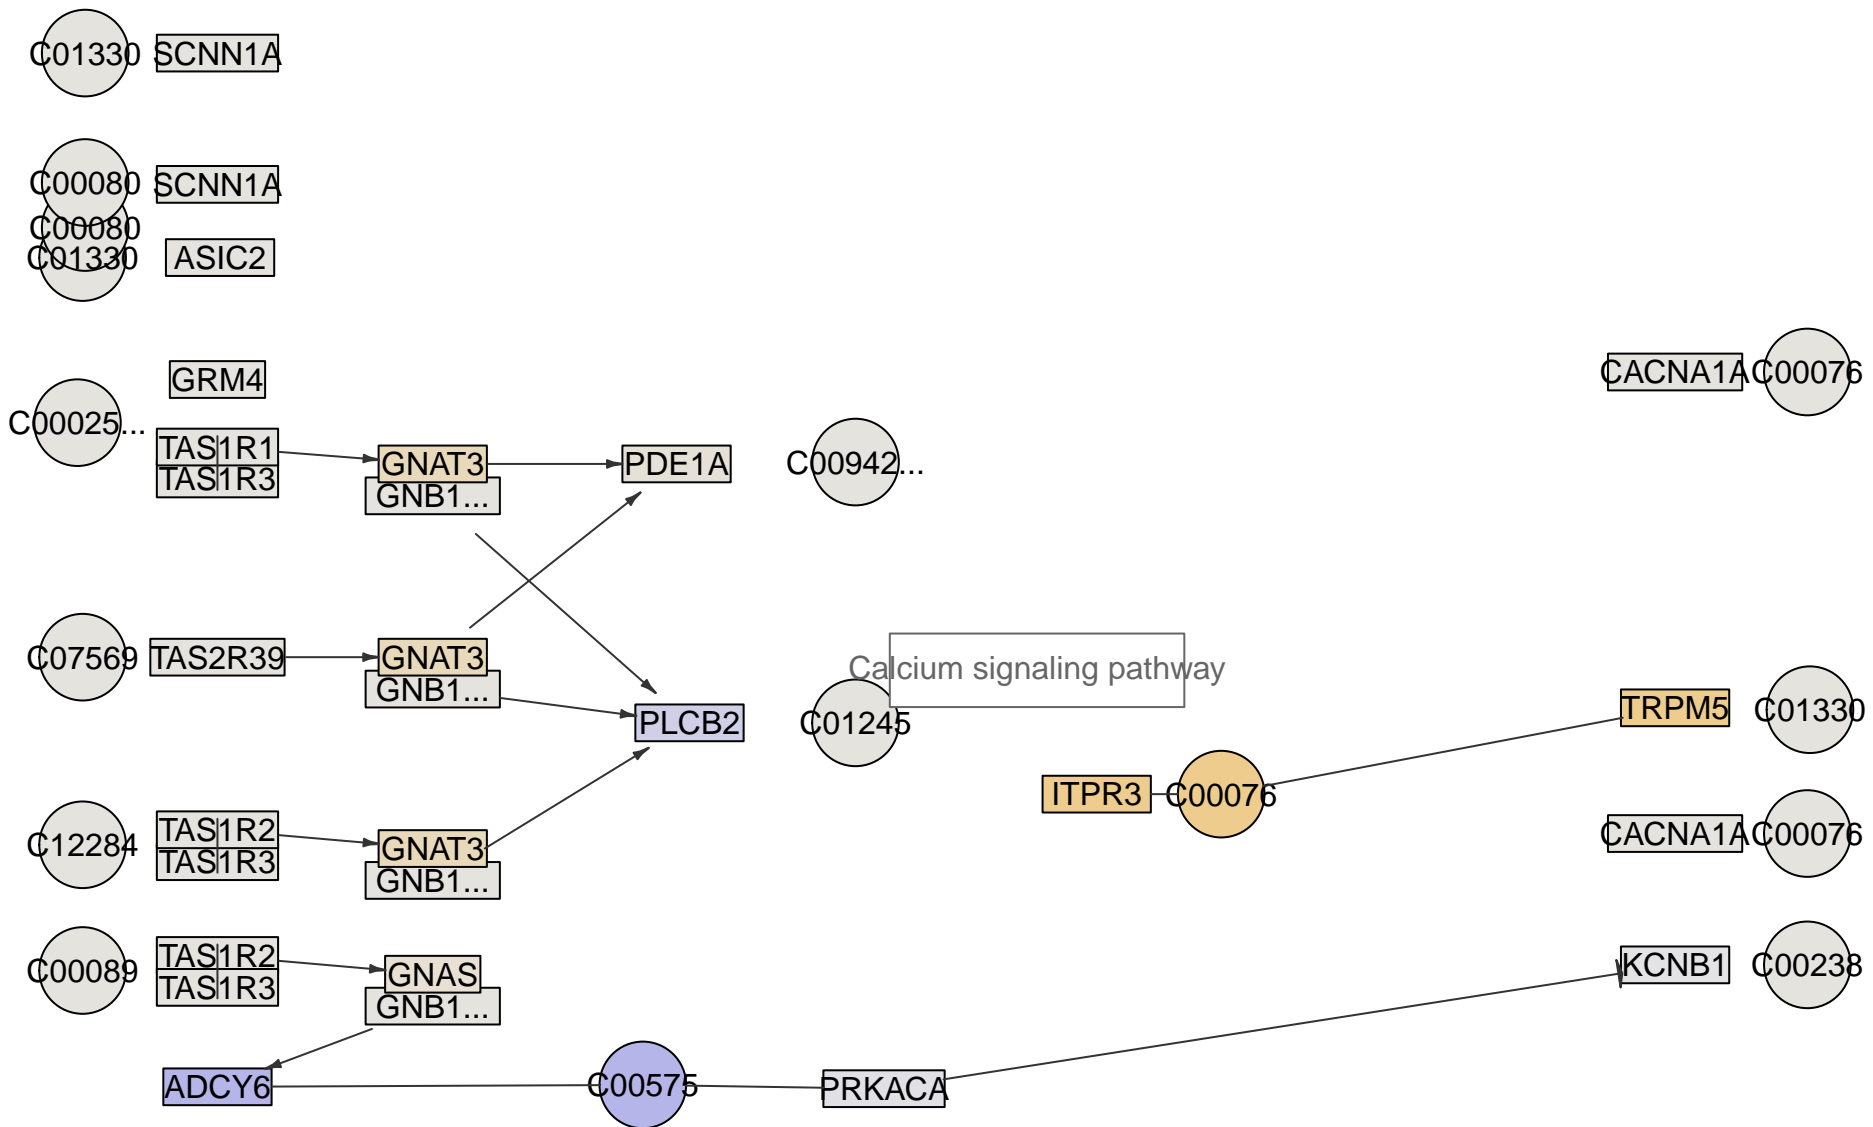 C01330 SCNN1A
C00080 SCNN1A
C00080
C01330 ASIC2
GRM4
CACNA1A C00076
C00025...
TAS1R1
GNAT3 PDE1A C00942...
TAS1R3
GNB1...
C07569 TAS2R39 GNAT3
Calcium signaling pathway
GNB1...
TRPM5 C01330
PLCB2 C01245
ITPR3 C00076
TAS1R2
CACNA1A C00076
C12284
GNAT3
TAS1R3
GNB1...
TAS1R2
KCNB1 C00238
C00089
GNAS
TAS1R3
GNB1...
ADCY6 C00575 PRKACA